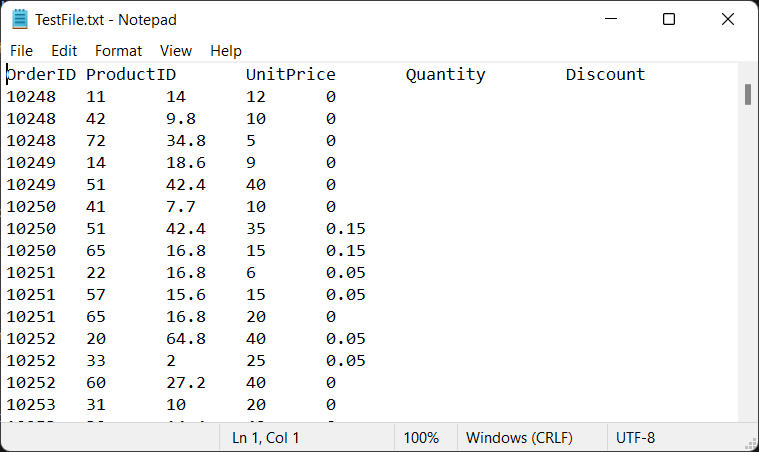 TestFile.txt - Notepad
File Edit Format View Help
OrderID ProductID UnitPrice Quantity Discount
10248 11 14 12 0
10248 42 9.8 10 0
10248 72 34.8 5 0
10249 14 18.6 9 0
10249 51 42.4 40 0
10250 41 7.7 10 0
10250 51 42.4 35 0.15
10250 65 16.8 15 0.15
10251 22 16.8 6 0.05
10251 57 15.6 15 0.05
10251 65 16.8 20 0
10252 20 64.8 40 0.05
10252 33 2 25 0.05
10252 60 27.2 40 0
10253 31 10 20 0
Ln 1, Col 1 100% Windows (CRLF) UTF-8